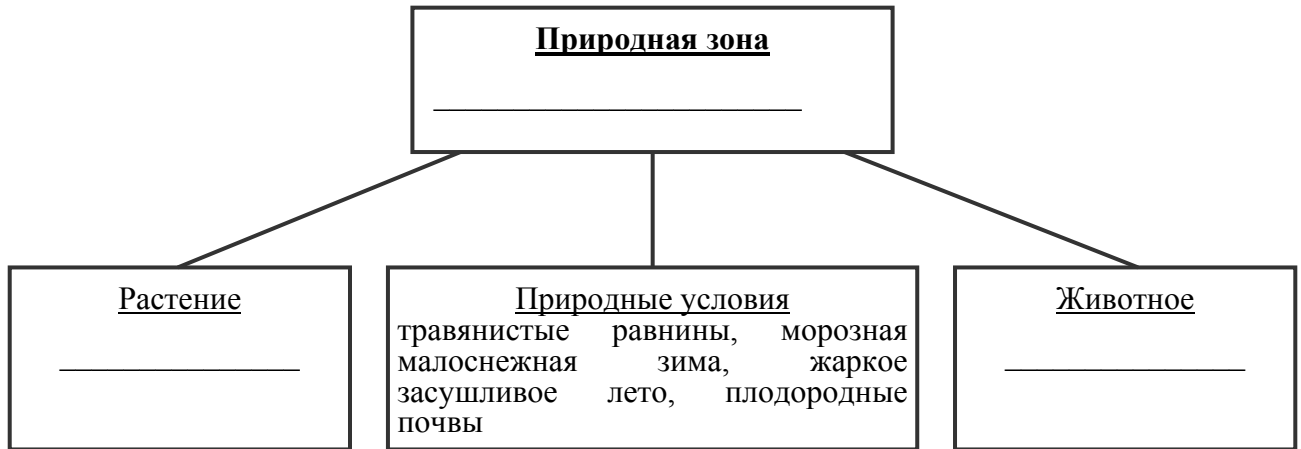 Природная зона
Растение
Природные условия
травянистые равнины, морозная
малоснежная зима, жаркое
засушливое лето, плодородные
почвы
Животное